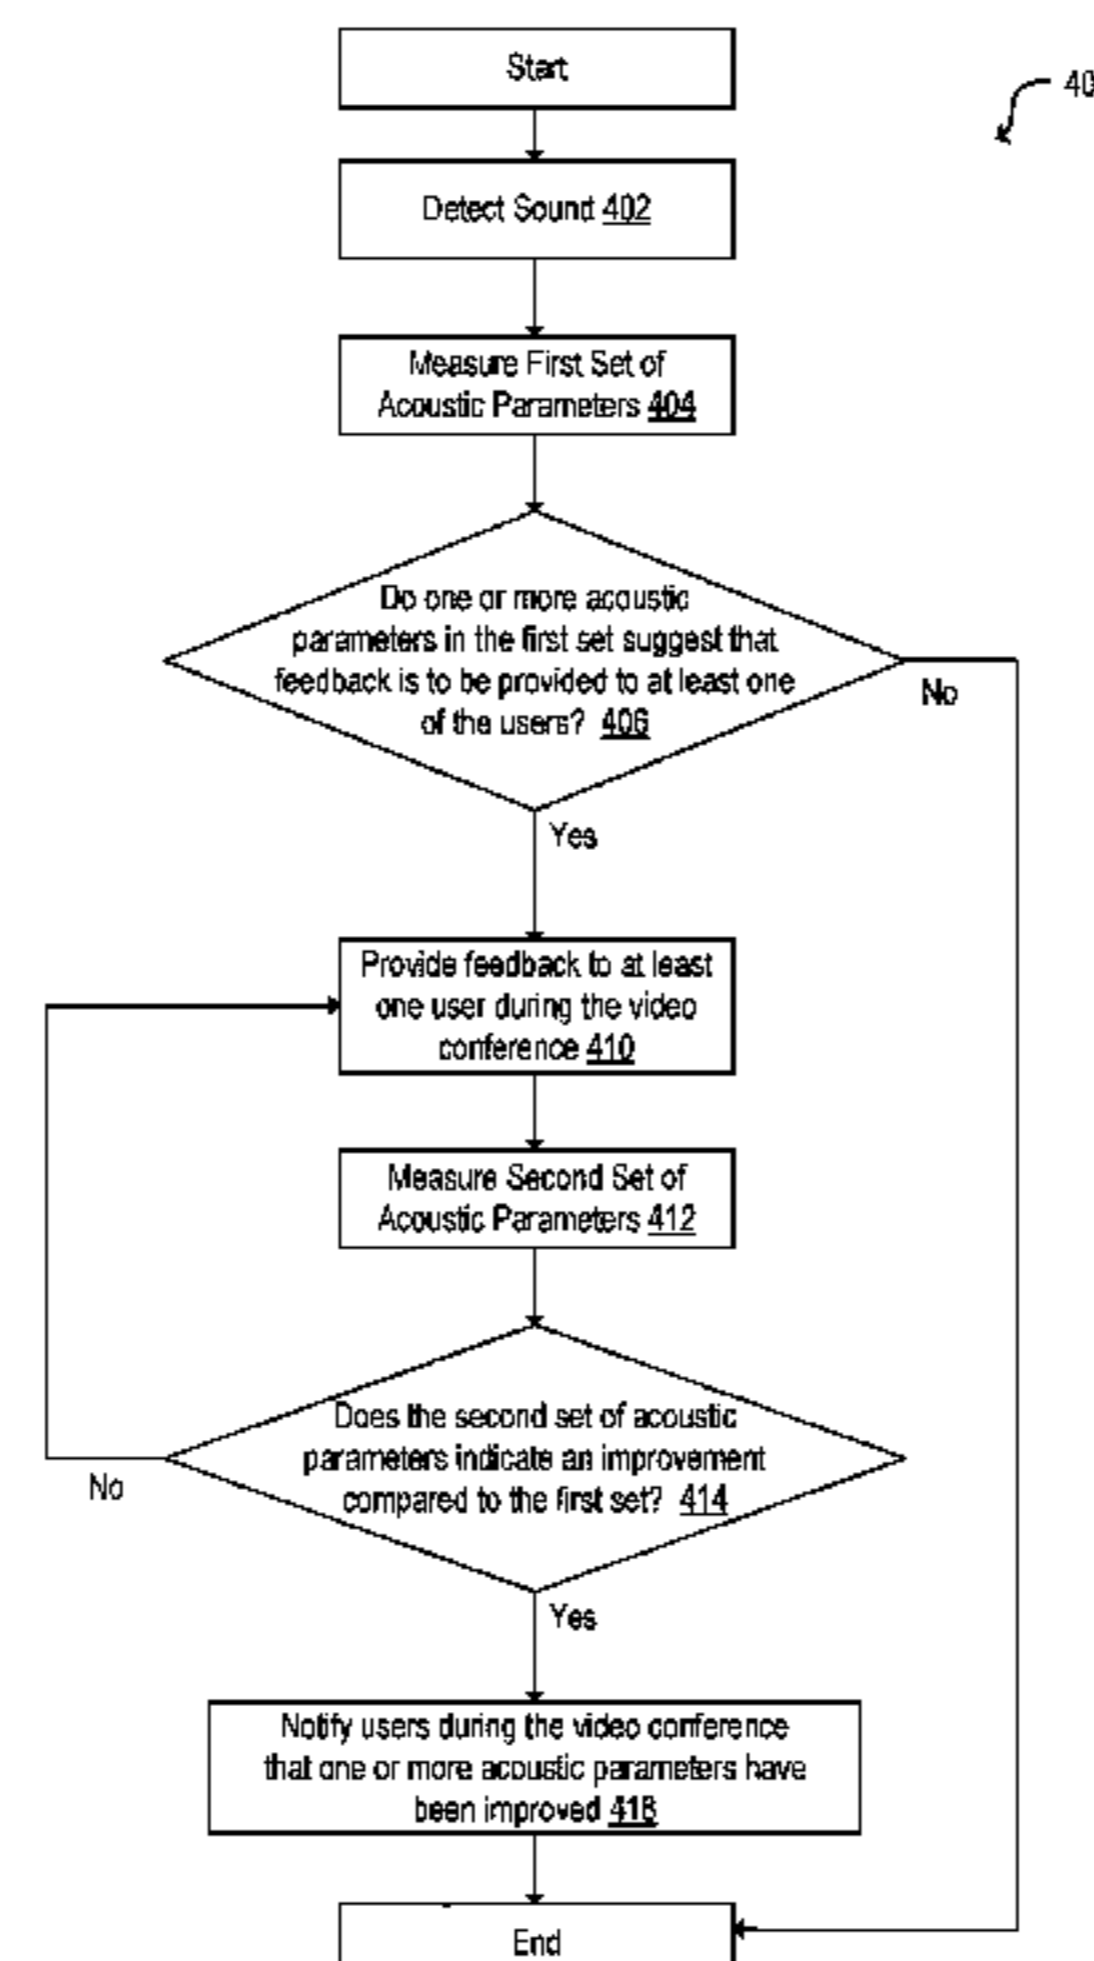 Start
40
Detect Sound 402
Measure First Set of
Acoustic Parameters 404
Do one or more acoustic
parameters in the first set suggest that
feedback is to be provided to at least one
of the users? 406
No
Yes
Provide feedback to at least
one user during the video
conference 410
Measure Second Set of
Acoustic Parameters 412
Does the second set of acoustic
parameters indicate an improvement
compared to the first set? 414
No
Yes
Notify users during the video conference
that one or more acoustic parameters have
been improved 416
End